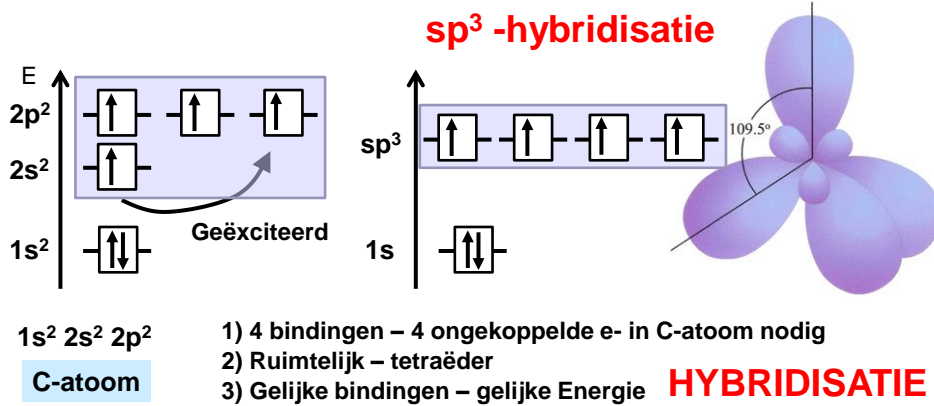 sp³ -hybridisatie
E
2p²
2s²
Geëxciteerd
1s²
sp³
1s
109.5º
1s² 2s² 2p²
C-atoom
1) 4 bindingen – 4 ongekoppelde e- in C-atoom nodig
2) Ruimtelijk – tetraëder
3) Gelijke bindingen – gelijke Energie
HYBRIDISATIE